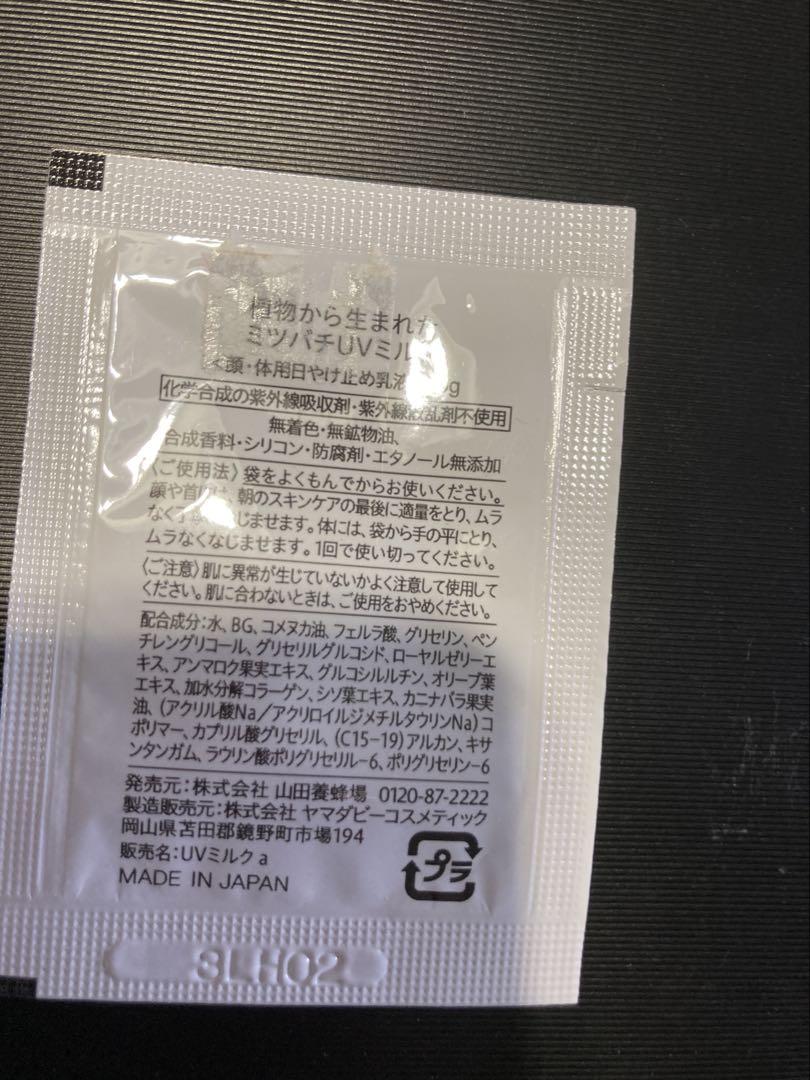 植物から生まれた
ミツバチUVミルク
顔・体用日やけ止め乳液
化学合成の紫外線吸収剤・紫外線散乱剤不使用
無着色・無鉱物油、
合成香料・シリコン・防腐剤・エタノール無添加
〈ご使用法〉袋をよくもんでからお使いください。
顔や首には、朝のスキンケアの最後に適量をとり、ムラ
なく丁寧になじませます。体には、袋から手の平にとり、
ムラなくなじませます。1回で使い切ってください。
〈ご注意〉肌に異常が生じていないかよく注意して使用して
ください。肌に合わないときは、ご使用をおやめください。
配合成分:水、BG、コメヌカ油、フェルラ酸、グリセリン、ペン
チレングリコール、グリセリルグルコシド、ローヤルゼリーエ
キス、アンマロク果実エキス、グルコシルルチン、オリーブ葉
エキス、加水分解コラーゲン、シソ葉エキス、カニナバラ果実
油、(アクリル酸Na/アクリロイルジメチルタウリンNa)コ
ポリマー、カプリル酸グリセリル、(C15-19)アルカン、キサ
ンタンガム、ラウリン酸ポリグリセリル-6、ポリグリセリン-6
発売元:株式会社 山田養蜂場 0120-87-2222
製造販売元:株式会社 ヤマダビーコスメティック
岡山県苫田郡鏡野町市場194
販売名:UVミルク a
MADE IN JAPAN
プラ
3LH02